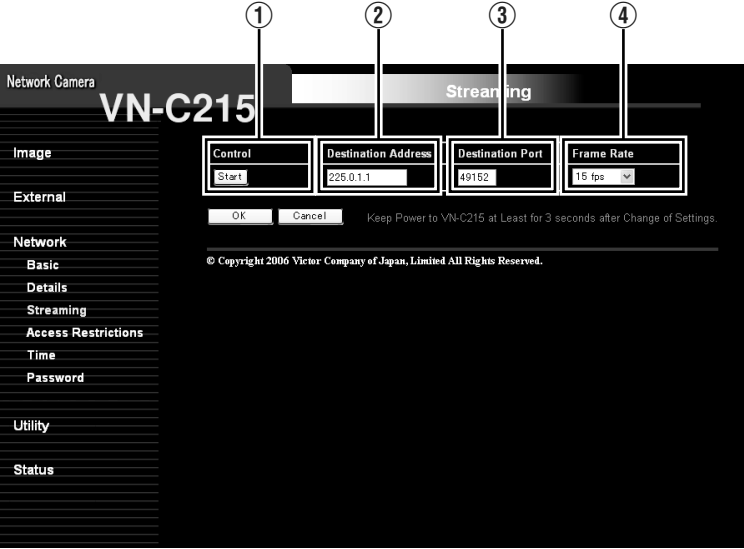 ① ② ③ ④
Network Camera
VN-C215
Streaming
Image
External
Network
Basic
Details
Streaming
Access Restrictions
Time
Password
Utility
Status
Control Destination Address Destination Port Frame Rate
Start 225.0.1.1 49152 15 fps
OK Cancel Keep Power to VN-C215 at Least for 3 seconds after Change of Settings.
© Copyright 2006 Victor Company of Japan, Limited All Rights Reserved.